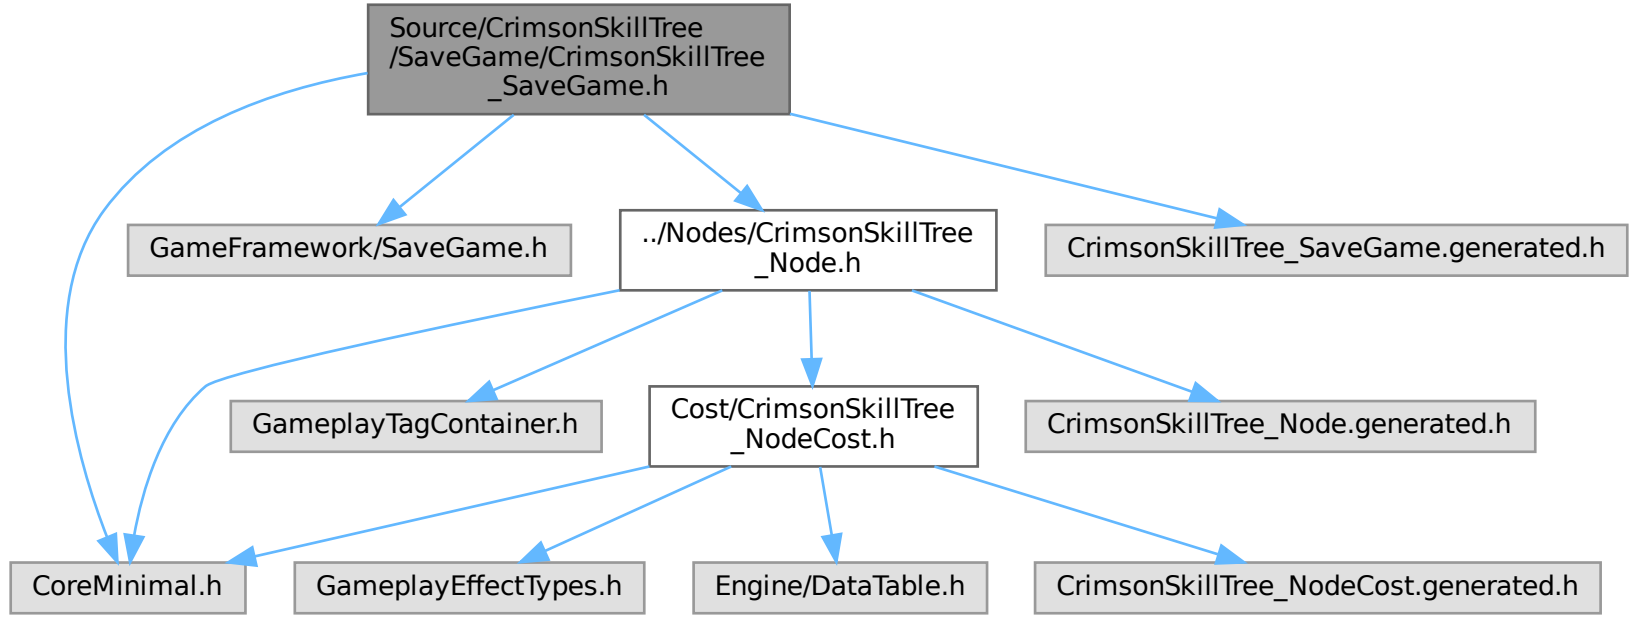 Source/CrimsonSkillTree
/SaveGame/CrimsonSkillTree
_SaveGame.h
GameFramework/SaveGame.h
../Nodes/CrimsonSkillTree
_Node.h
CrimsonSkillTree_SaveGame.generated.h
GameplayTagContainer.h
Cost/CrimsonSkillTree
_NodeCost.h
CrimsonSkillTree_Node.generated.h
CoreMinimal.h
GameplayEffectTypes.h
Engine/DataTable.h
CrimsonSkillTree_NodeCost.generated.h